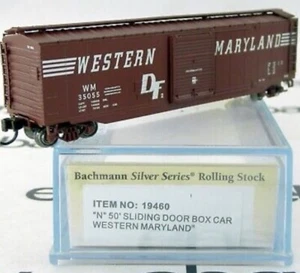 WESTERN MARYLAND
WM
35055
DF
2
Bachmann Silver Series® Rolling Stock
ITEM NO: 19460
"N" 50' SLIDING DOOR BOX CAR
WESTERN MARYLAND®